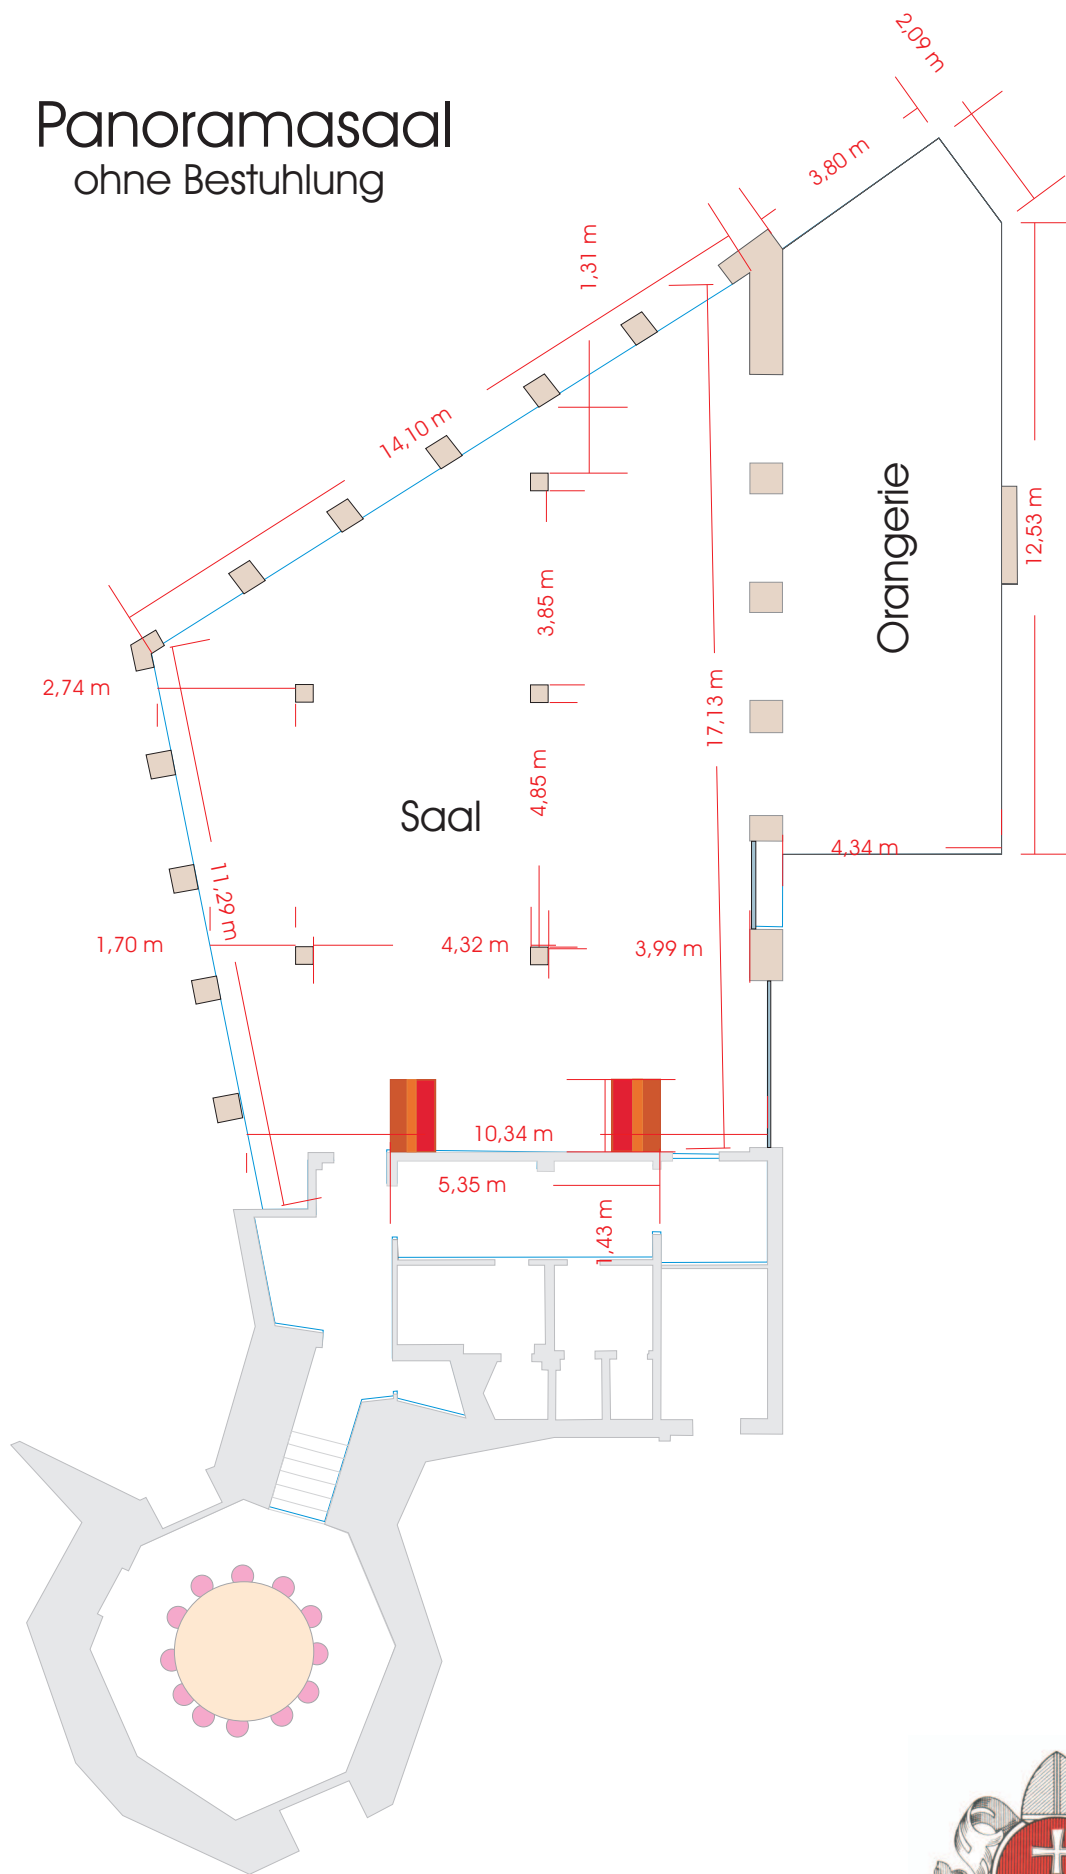 Panoramasaal
ohne Bestuhlung
2,09 m
3,80 m
1,31 m
14,10 m
12,53 m
Orangerie
3,85 m
2,74 m
17,13 m
4,85 m
Saal
4,34 m
11,29 m
1,70 m
4,32 m
3,99 m
10,34 m
5,35 m
1,43 m